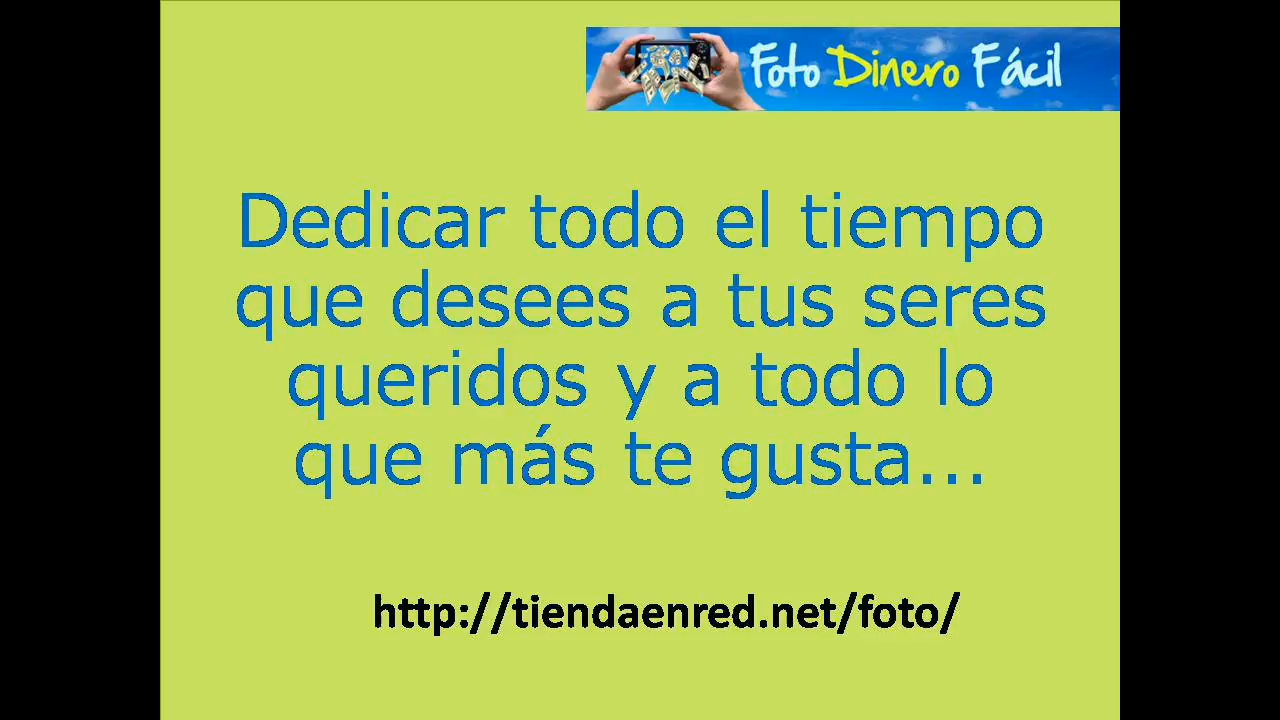 Foto Dinero Fácil
Dedicar todo el tiempo
que desees a tus seres
queridos y a todo lo
que más te gusta...
http://tiendaenred.net/foto/